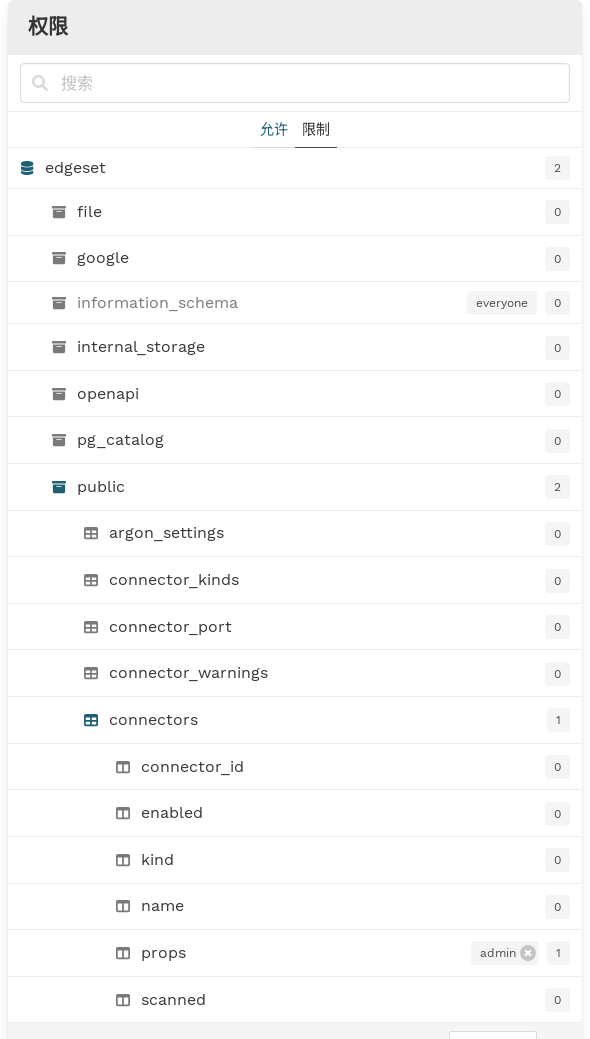 权限
搜索
允许 限制
edgeset 2
file 0
google 0
information_schema everyone 0
internal_storage 0
openapi 0
pg_catalog 0
public 2
argon_settings 0
connector_kinds 0
connector_port 0
connector_warnings 0
connectors 1
connector_id 0
enabled 0
kind 0
name 0
props admin 1
scanned 0